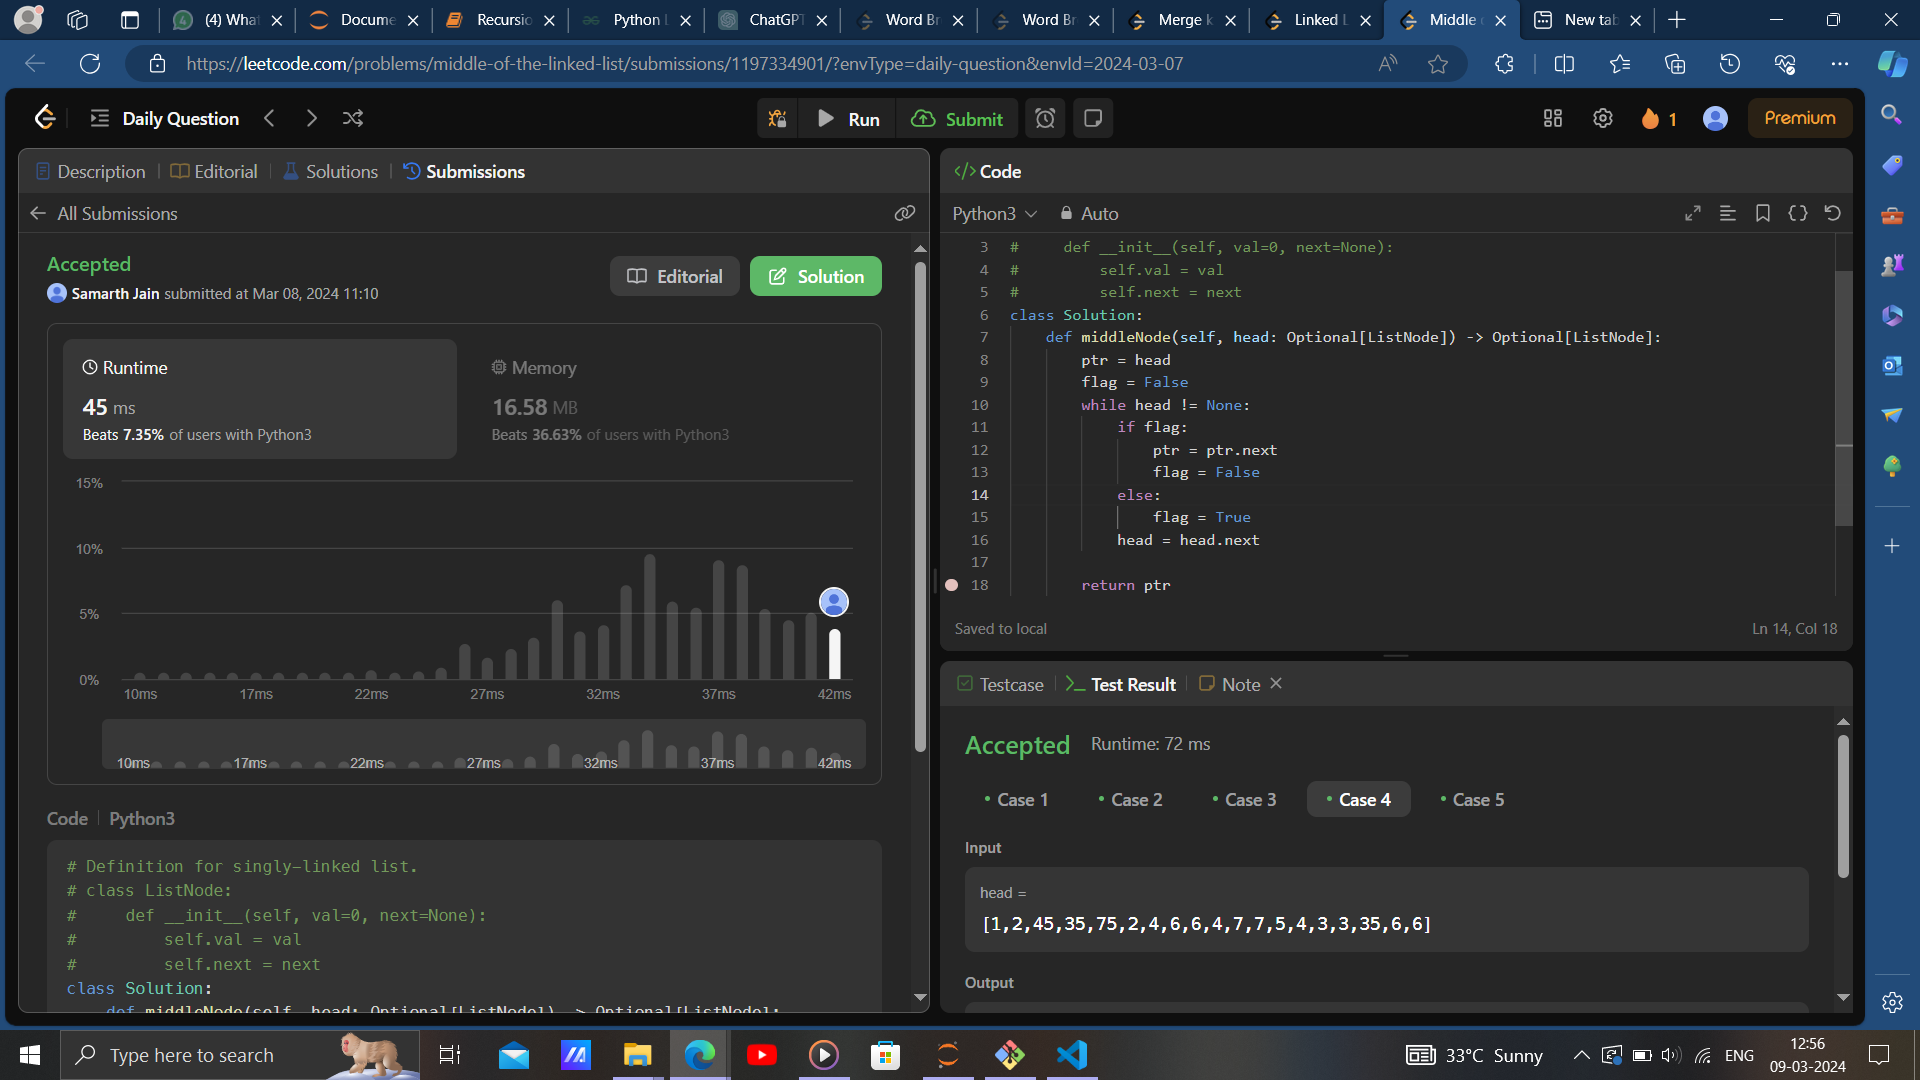 (4) What
Docume
Recursio
Python L
ChatGPT
Word Br
Word Br
Merge k
Linked L
Middle o
New tab
https://leetcode.com/problems/middle-of-the-linked-list/submissions/1197334901/?envType=daily-question&envId=2024-03-07
Daily Question
Run
Submit
1
Premium
Description
Editorial
Solutions
Submissions
All Submissions
Accepted
Samarth Jain submitted at Mar 08, 2024 11:10
Editorial
Solution
Runtime
45 ms
Beats 7.35% of users with Python3
Memory
16.58 MB
Beats 36.63% of users with Python3
15%
10%
5%
0%
10ms 17ms 22ms 27ms 32ms 37ms 42ms
10ms 17ms 22ms 27ms 32ms 37ms 42ms
Code | Python3
# Definition for singly-linked list.
# class ListNode:
#     def __init__(self, val=0, next=None):
#         self.val = val
#         self.next = next
class Solution:
    def middleNode(self, head: Optional[ListNode]) -> Optional[ListNode]:
</> Code
Python3
Auto
3 #     def __init__(self, val=0, next=None):
4 #         self.val = val
5 #         self.next = next
6 class Solution:
7     def middleNode(self, head: Optional[ListNode]) -> Optional[ListNode]:
8         ptr = head
9         flag = False
10         while head != None:
11             if flag:
12                 ptr = ptr.next
13                 flag = False
14             else:
15                 flag = True
16             head = head.next
17
18         return ptr
Saved to local
Ln 14, Col 18
Testcase
Test Result
Note
Accepted Runtime: 72 ms
Case 1
Case 2
Case 3
Case 4
Case 5
Input
head =
[1,2,45,35,75,2,4,6,6,4,7,7,5,4,3,3,35,6,6]
Output
Type here to search
33°C Sunny
ENG
12:56
09-03-2024